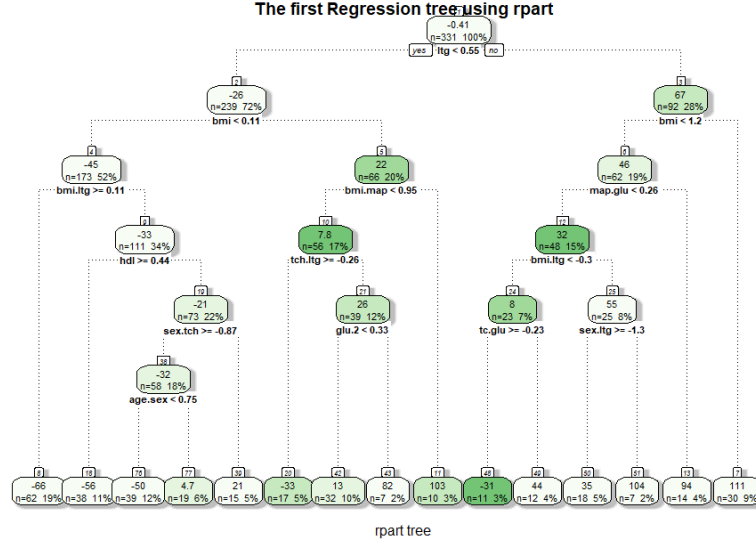 The first Regression tree using rpart
1
-0.41
n=331 100%
yes ltg < 0.55 no
2
-26
n=239 72%
bmi < 0.11
3
67
n=92 28%
bmi < 1.2
4
-45
n=173 52%
bmi.ltg >= 0.11
5
22
n=66 20%
bmi.map < 0.95
6
46
n=62 19%
map.glu < 0.26
9
-33
n=111 34%
hdl >= 0.44
10
7.8
n=56 17%
tch.ltg >= -0.26
12
32
n=48 15%
bmi.ltg < -0.3
19
-21
n=73 22%
sex.tch >= -0.87
21
26
n=39 12%
glu.2 < 0.33
24
8
n=23 7%
tc.glu >= -0.23
25
55
n=25 8%
sex.ltg >= -1.3
38
-32
n=58 18%
age.sex < 0.75
8
-66
n=62 19%
18
-56
n=38 11%
76
-50
n=39 12%
77
4.7
n=19 6%
39
21
n=15 5%
20
-33
n=17 5%
42
13
n=32 10%
43
82
n=7 2%
11
103
n=10 3%
48
-31
n=11 3%
49
44
n=12 4%
50
35
n=18 5%
51
104
n=7 2%
13
94
n=14 4%
7
111
n=30 9%
rpart tree